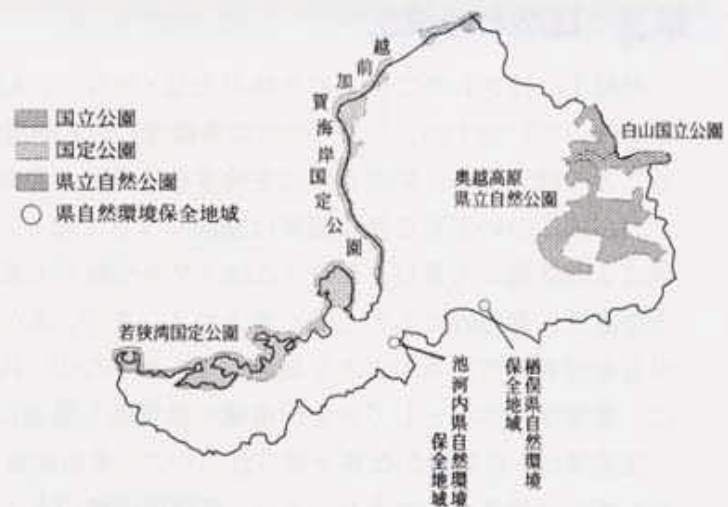 国立公園
国定公園
県立自然公園
県自然環境保全地域
越前加賀海岸国定公園
白山国立公園
奥越高原
県立自然公園
若狭湾国定公園
楢俣県自然環境
保全地域
池河内県自然環境
保全地域